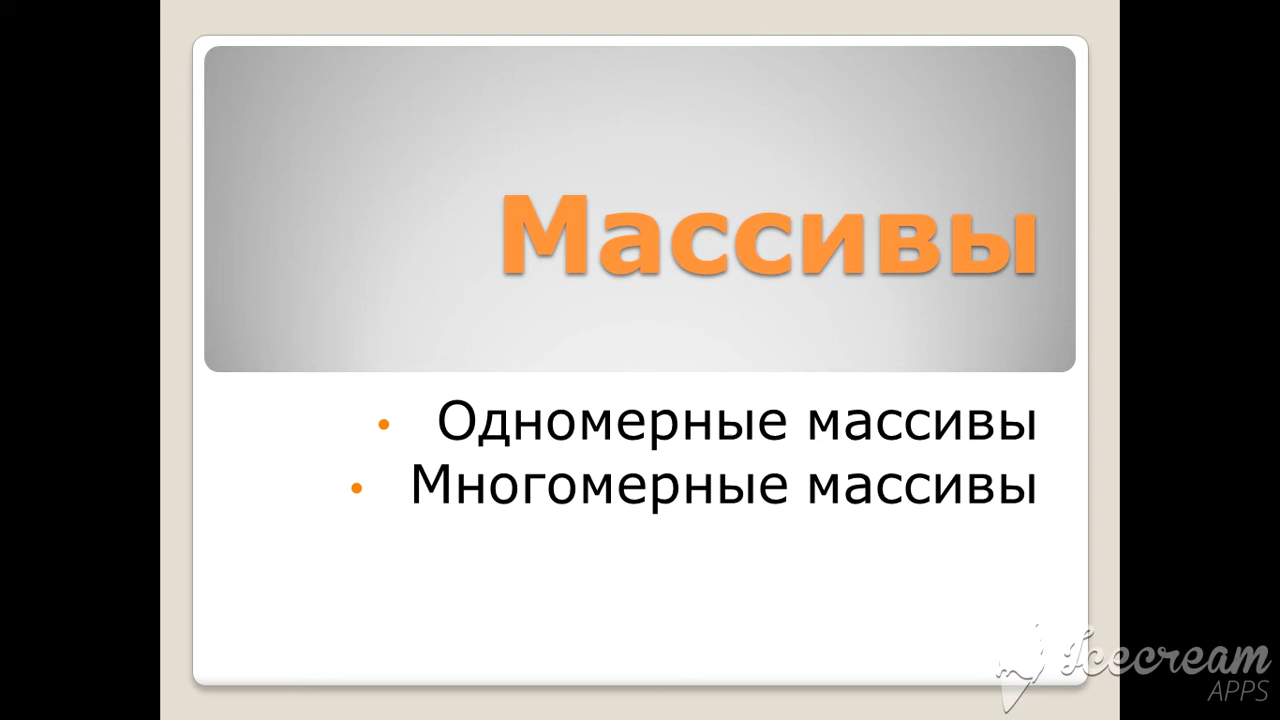 Массивы
• Одномерные массивы
• Многомерные массивы
Icecream
APPS